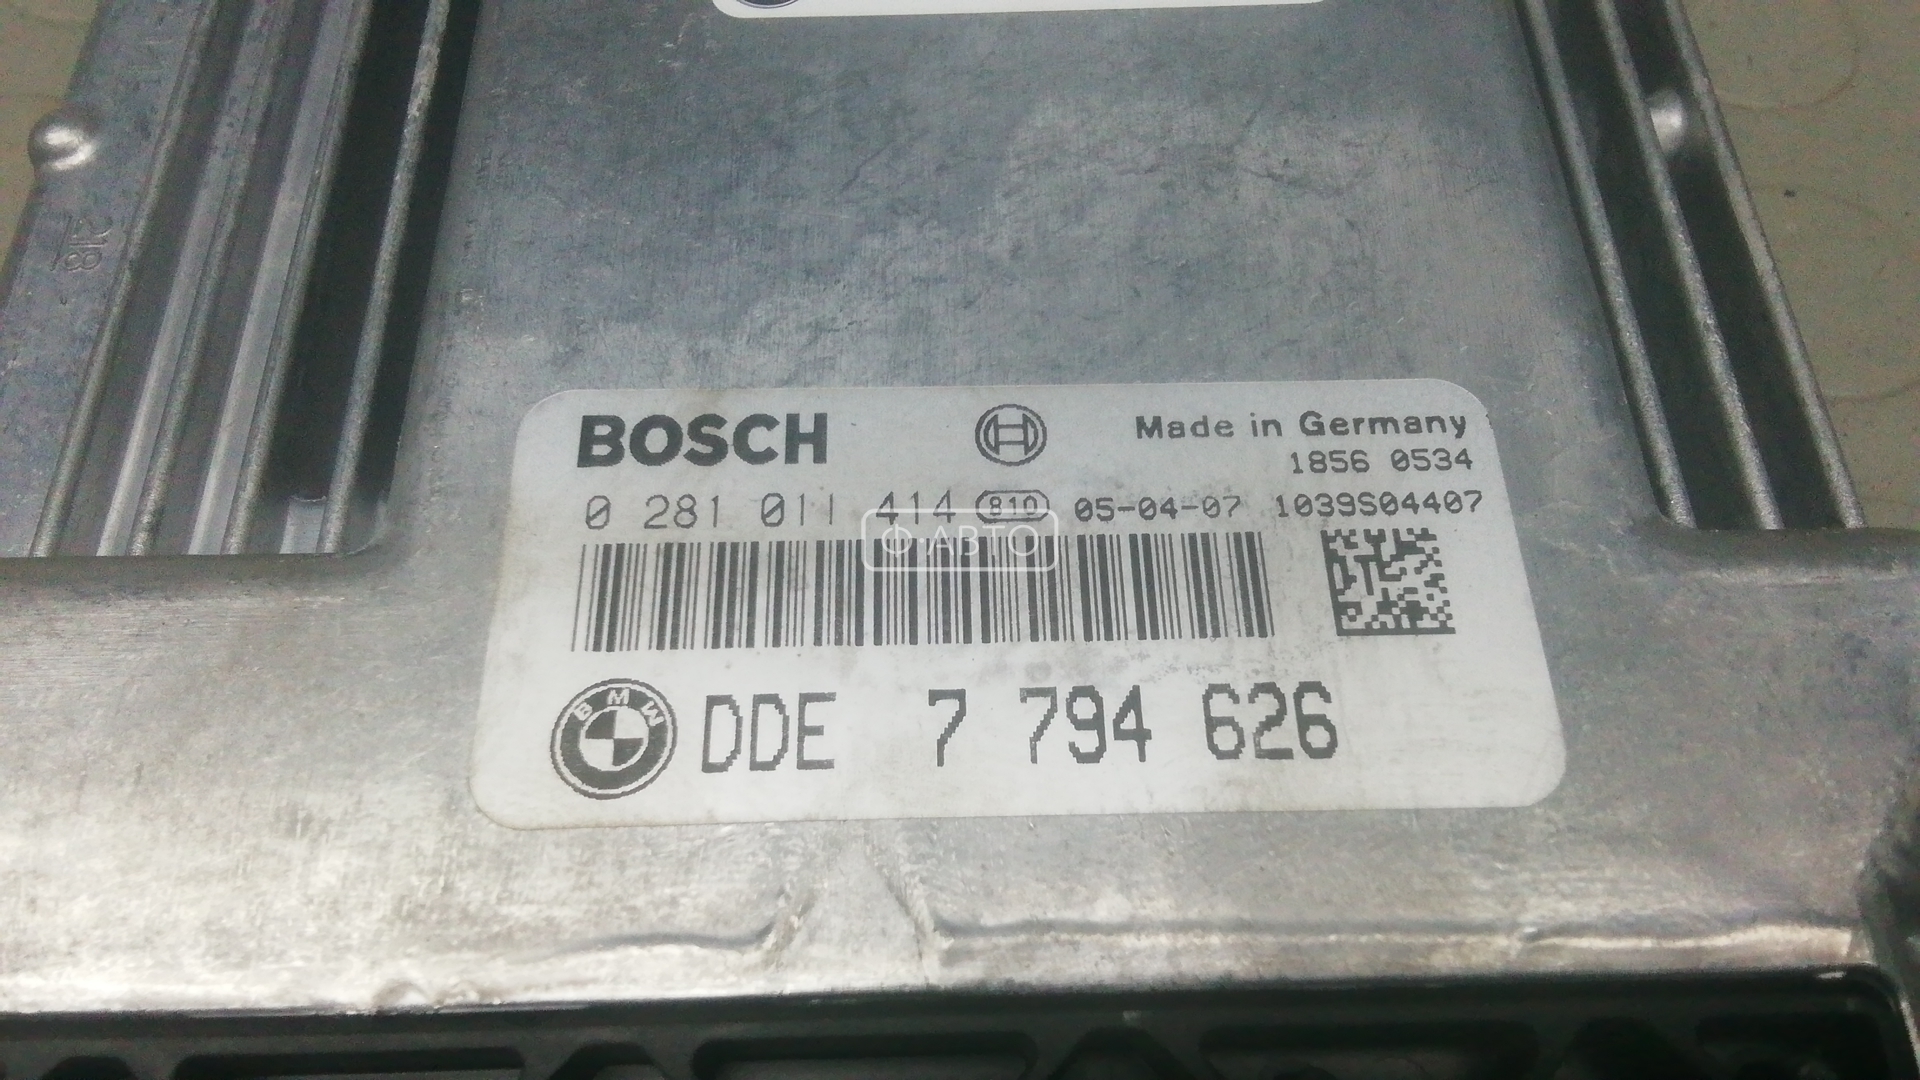 218
BOSCH
Made in Germany
1856 0534
0 281 011 414 810 05-04-07 1039S04407
Ф·АВТО
BMW DDE 7 794 626